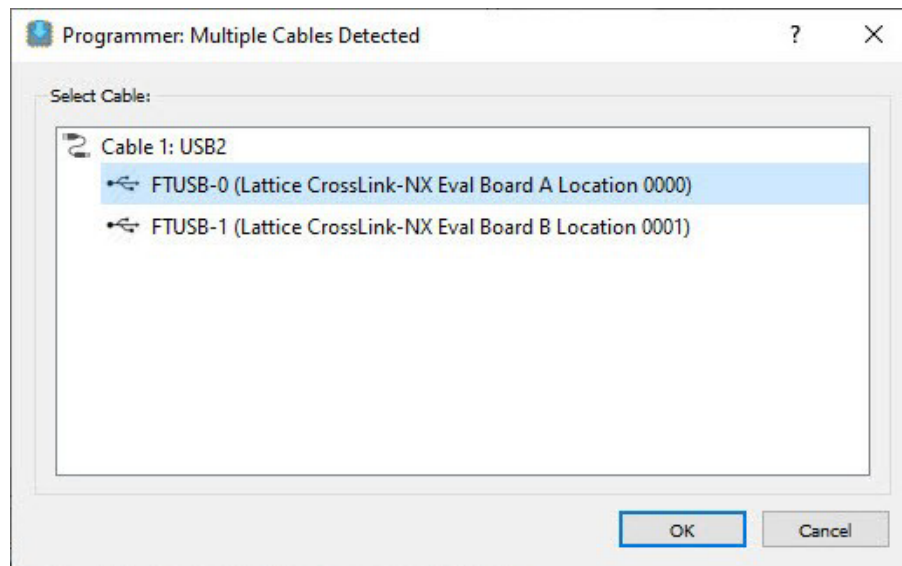 Programmer: Multiple Cables Detected
Select Cable:
Cable 1: USB2
FTUSB-0 (Lattice CrossLink-NX Eval Board A Location 0000)
FTUSB-1 (Lattice CrossLink-NX Eval Board B Location 0001)
OK Cancel